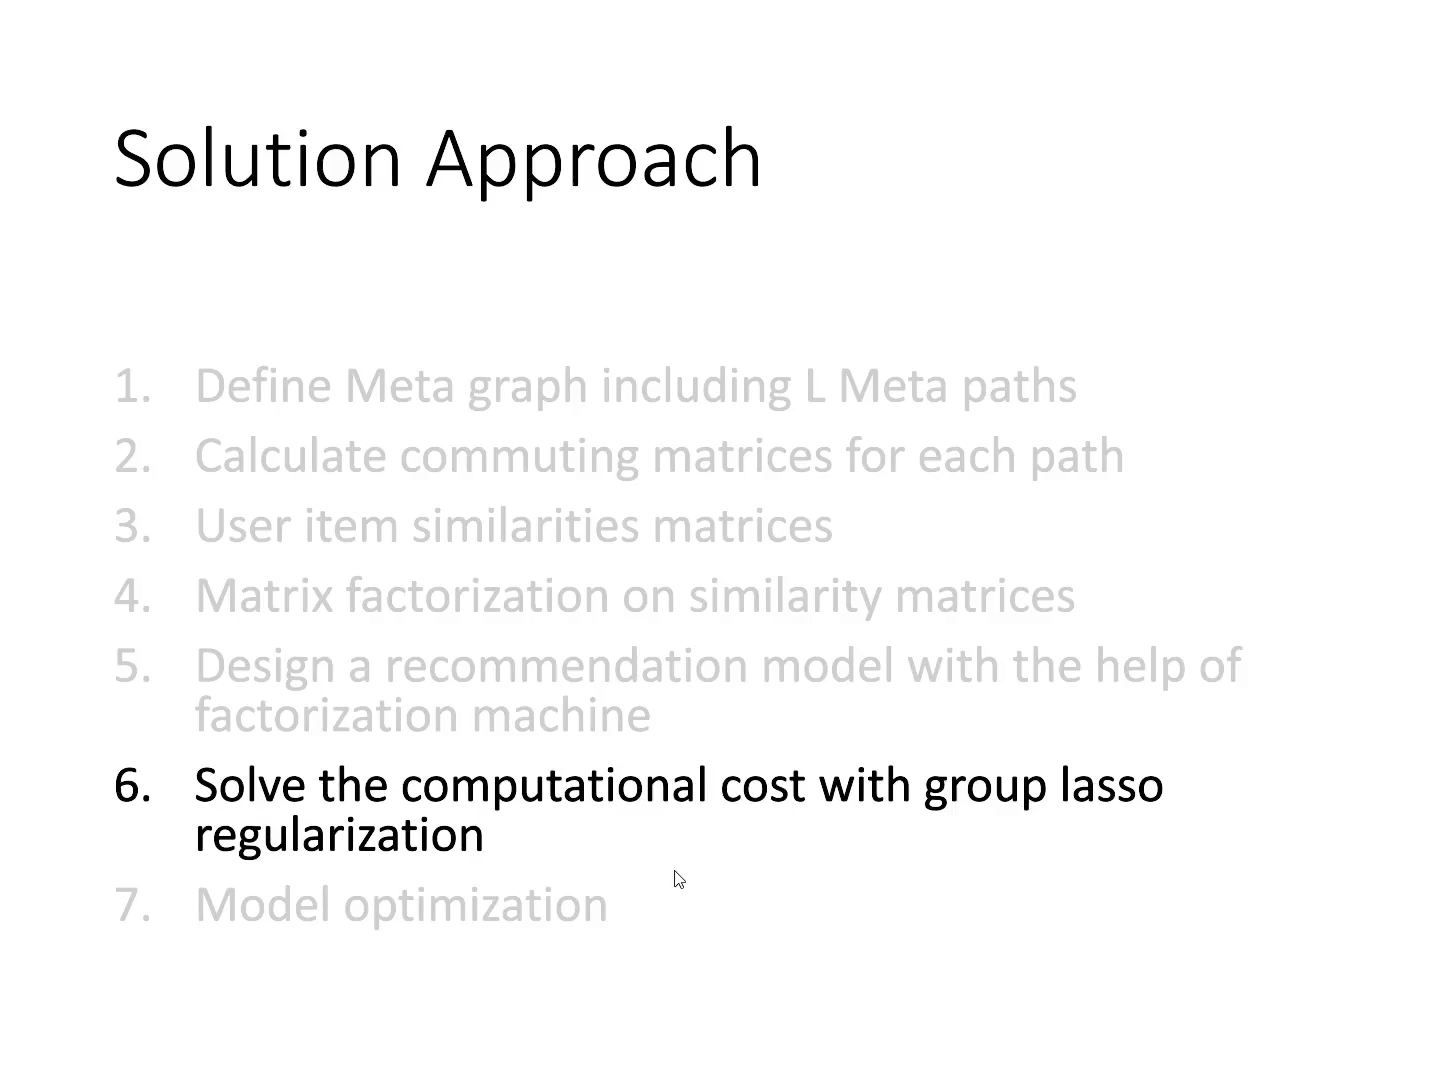 Solution Approach
1. Define Meta graph including L Meta paths
2. Calculate commuting matrices for each path
3. User item similarities matrices
4. Matrix factorization on similarity matrices
5. Design a recommendation model with the help of
factorization machine
6. Solve the computational cost with group lasso
regularization
7. Model optimization